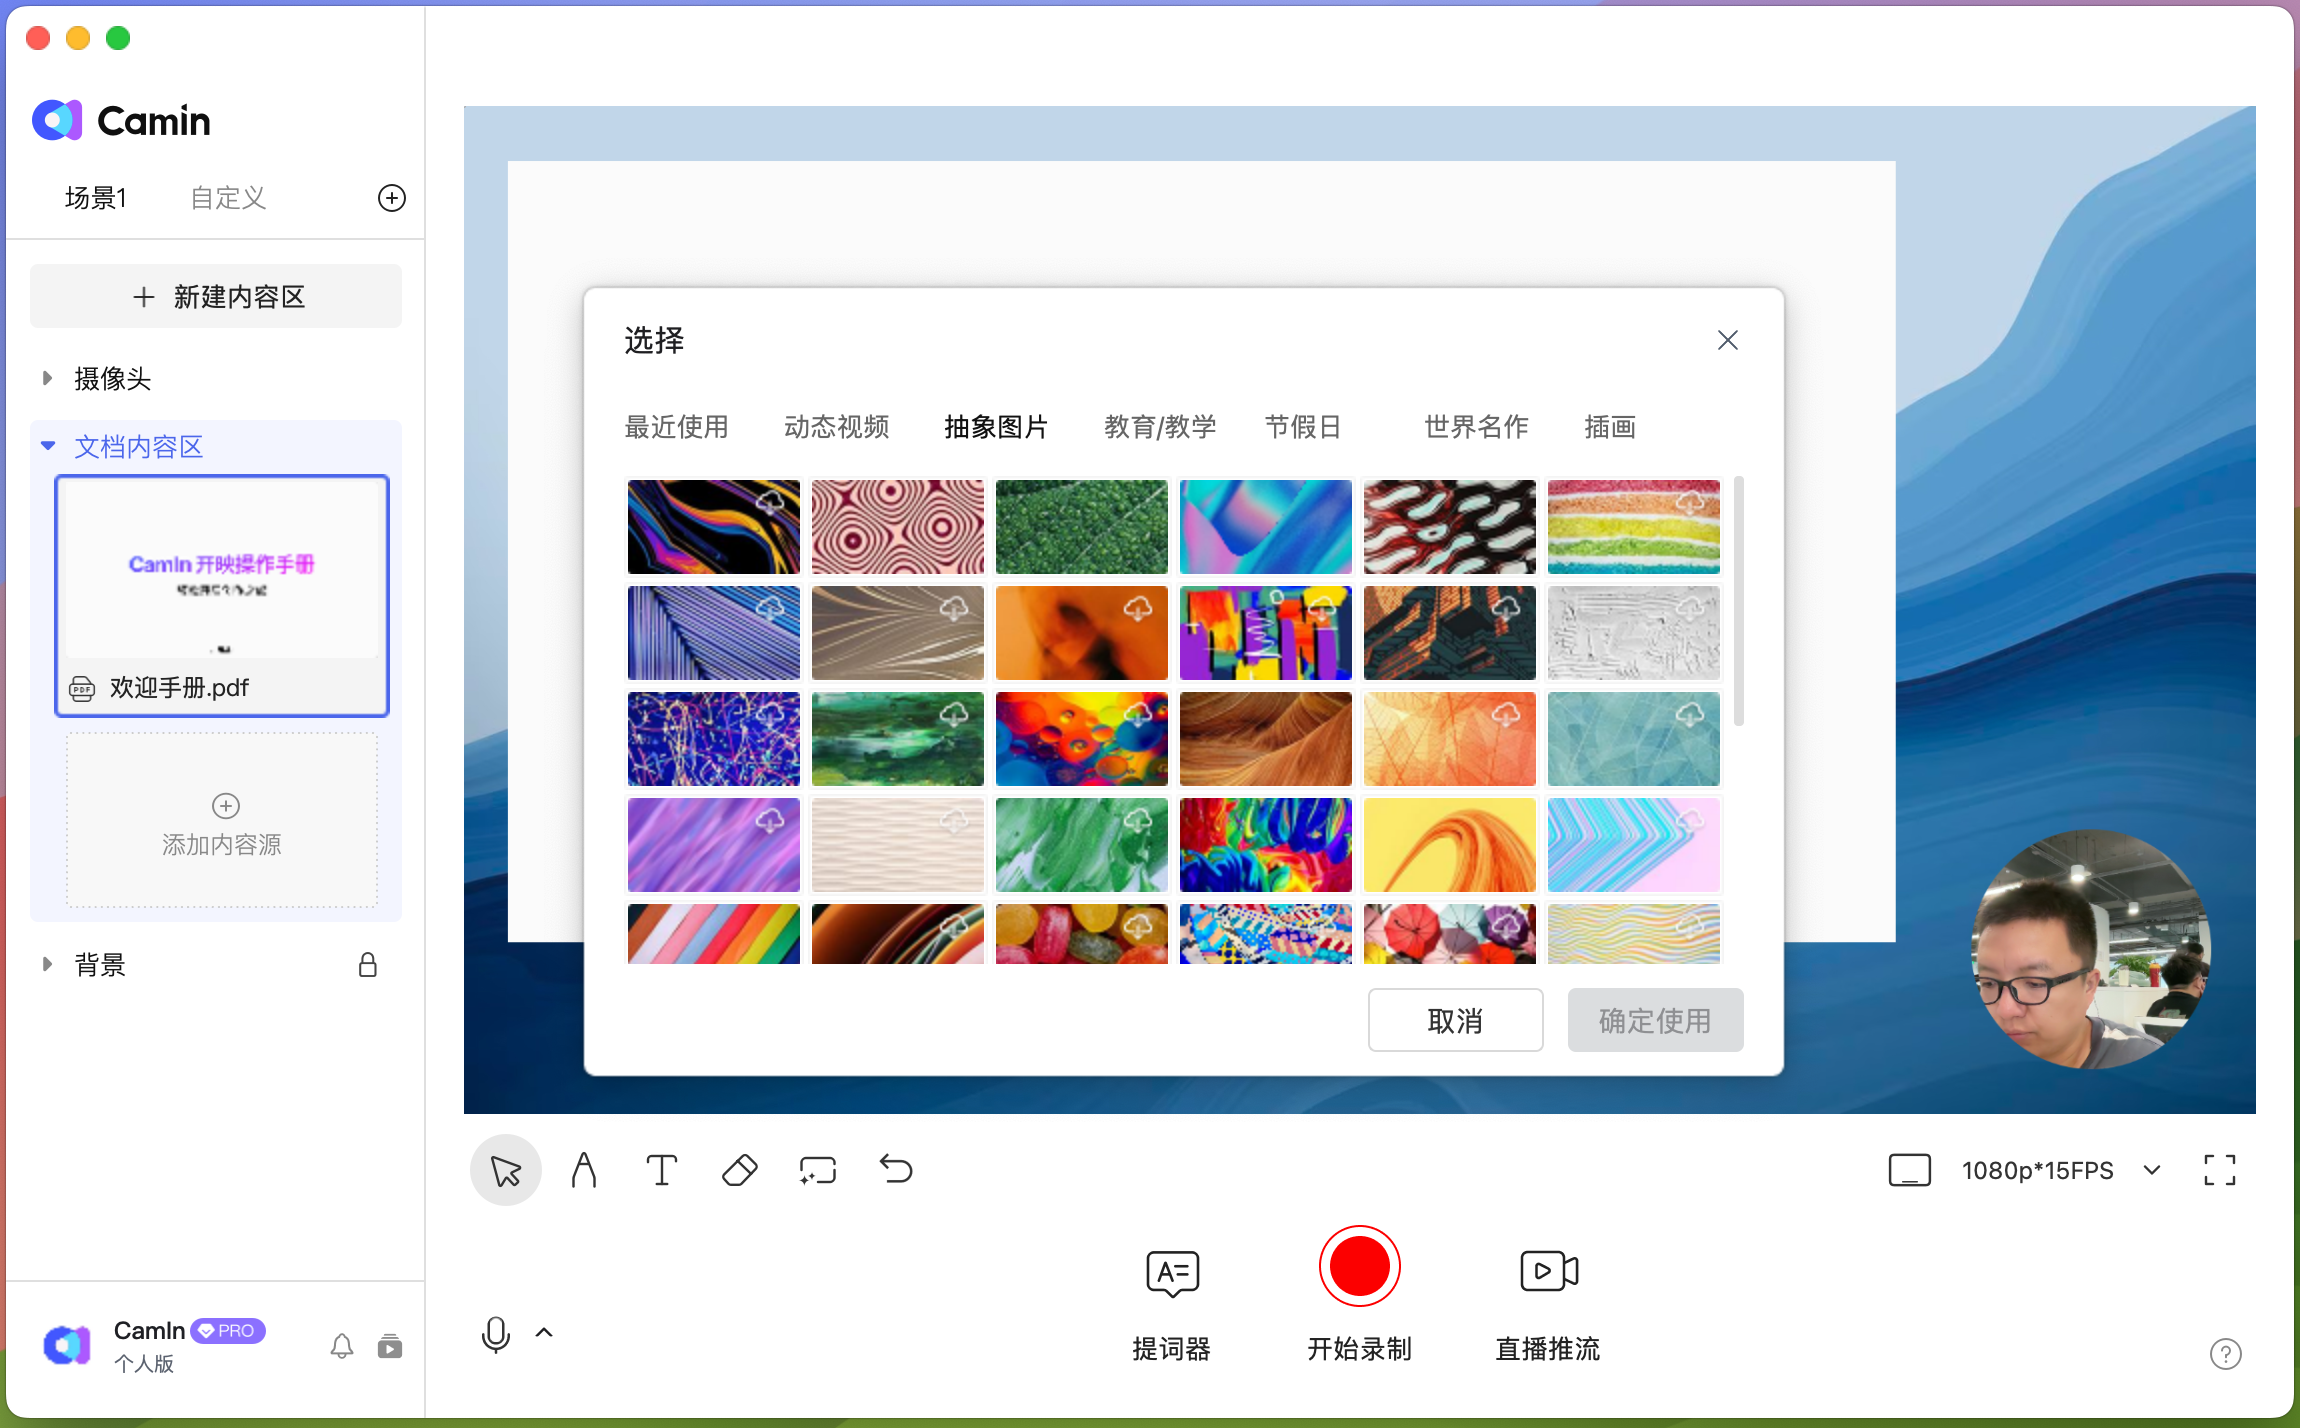 Camin
场景1
自定义
新建内容区
摄像头
文档内容区
CamIn 开映操作手册
PDF
欢迎手册.pdf
添加内容源
背景
CamIn
PRO
个人版
选择
最近使用
动态视频
抽象图片
教育/教学
节假日
世界名作
插画
取消
确定使用
1080p*15FPS
提词器
开始录制
直播推流